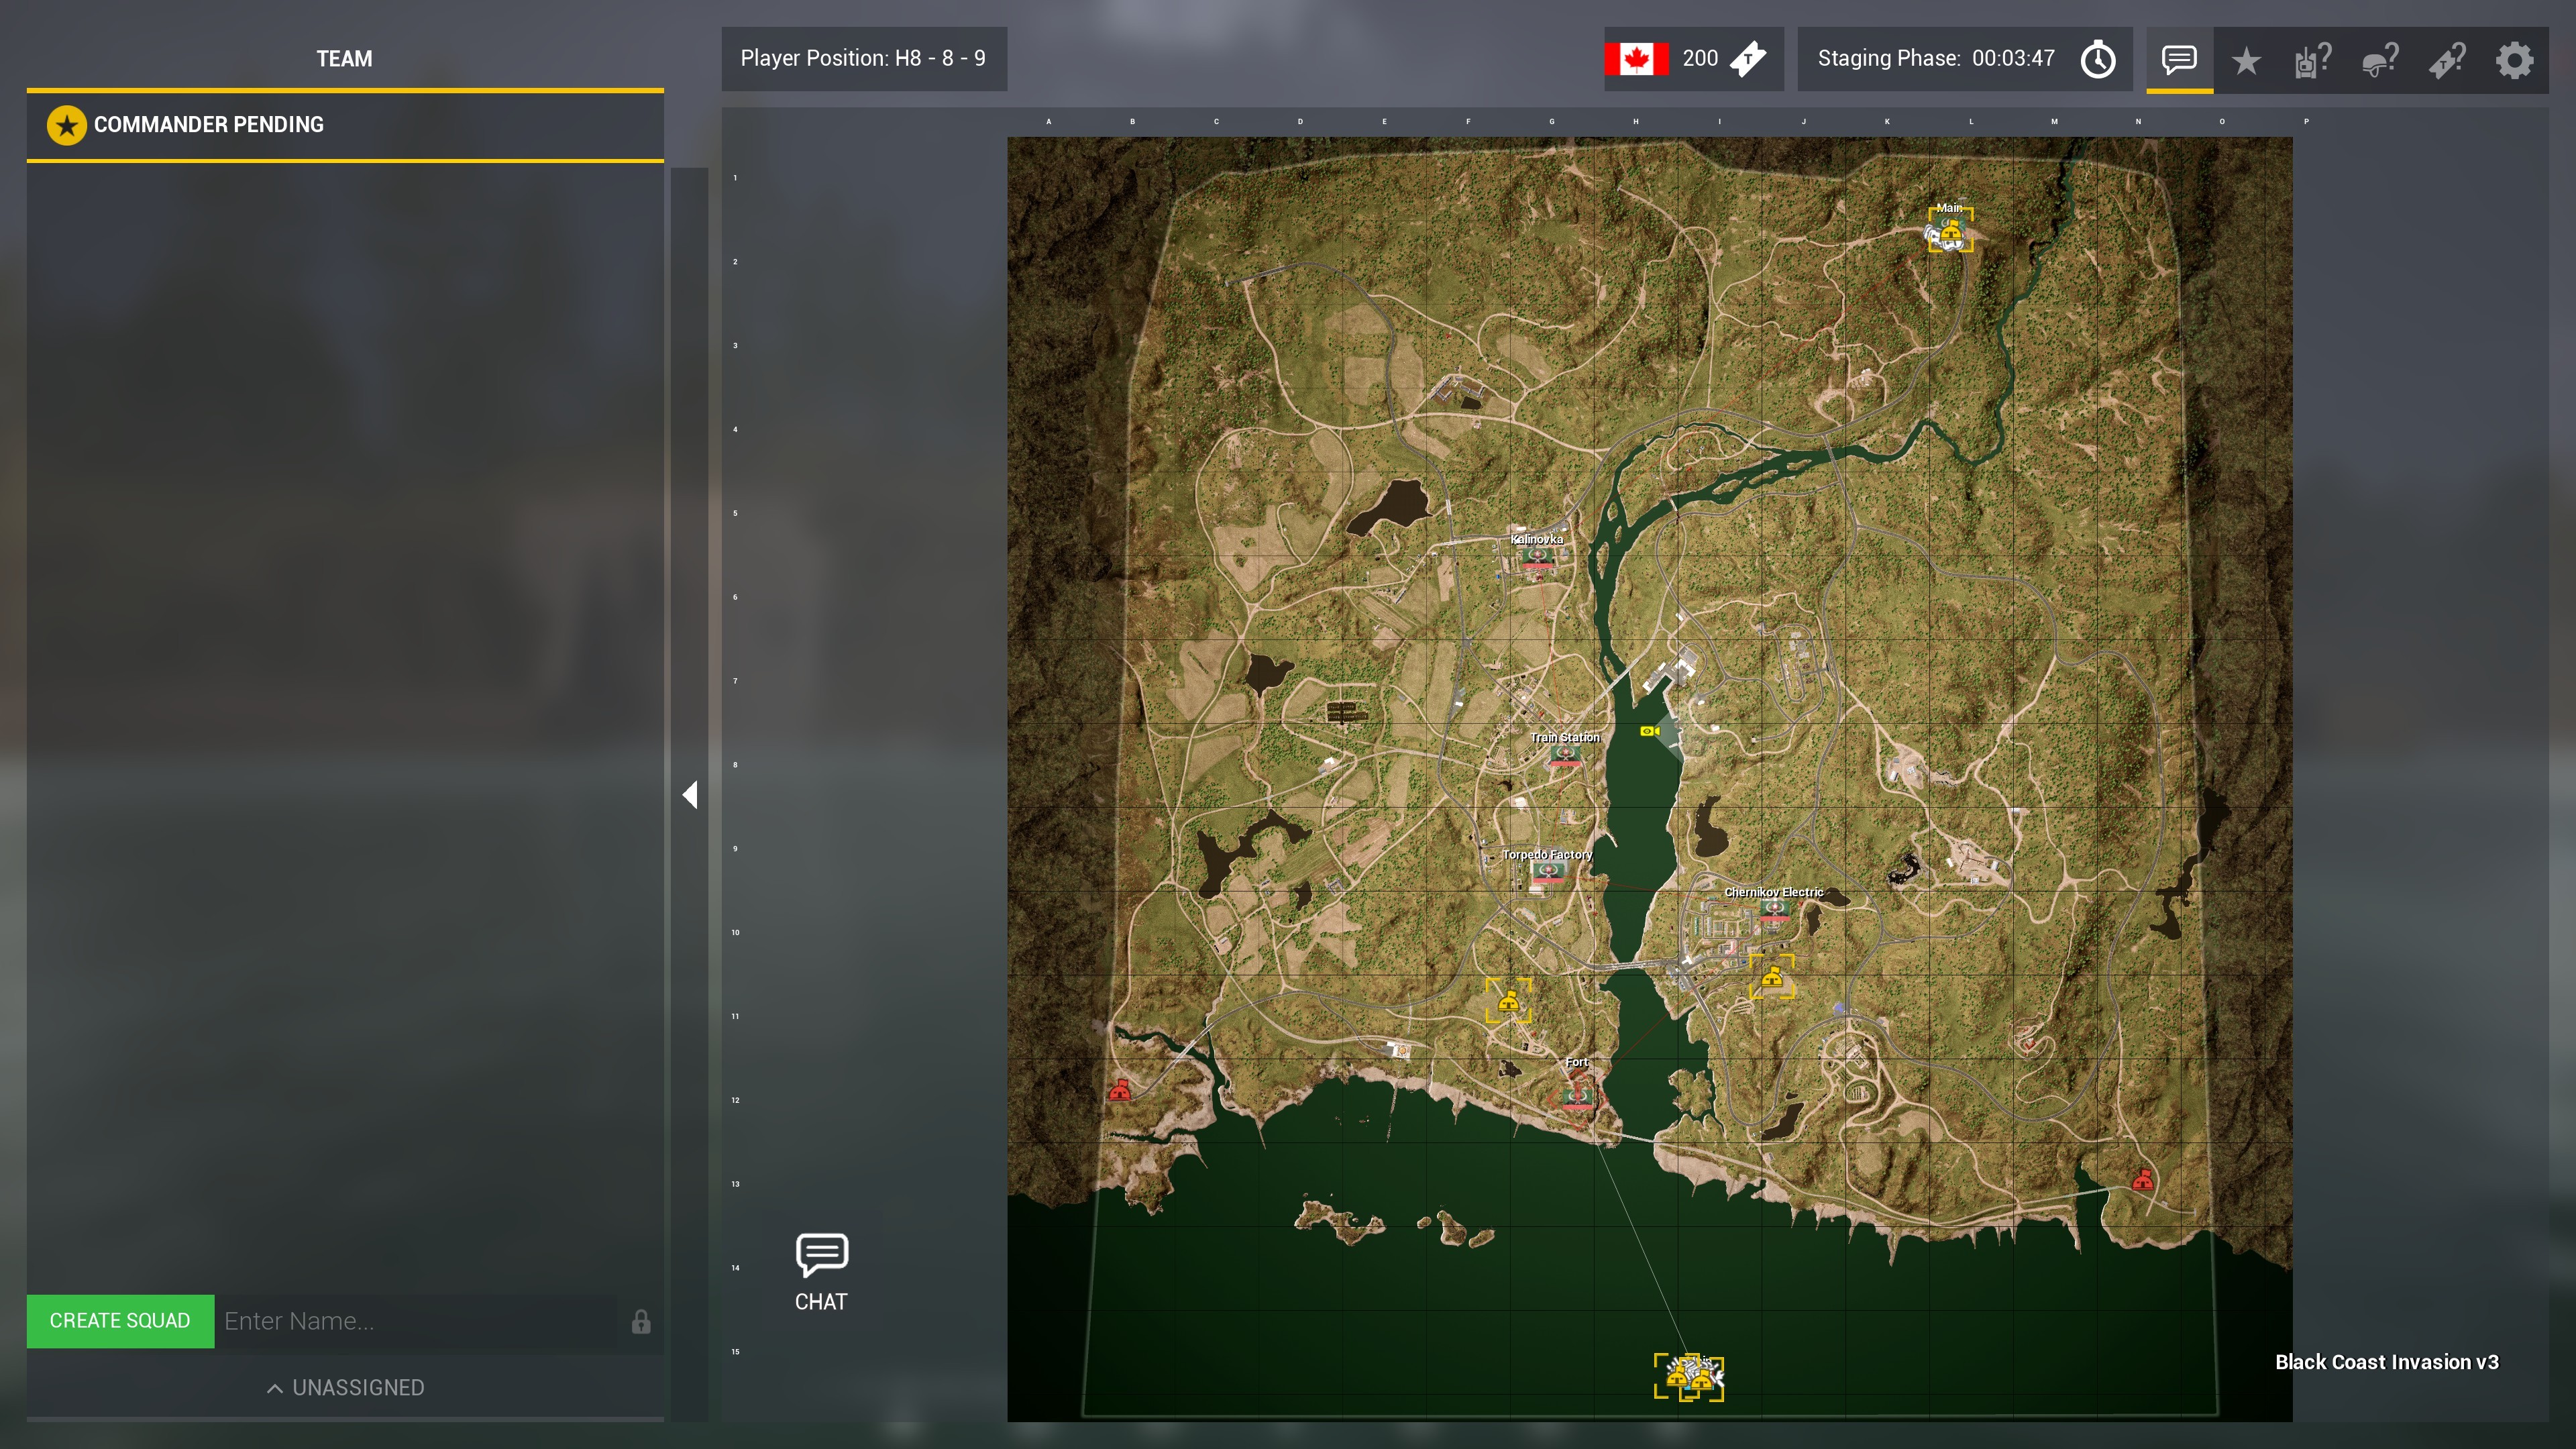 TEAM
Player Position: H8 - 8 - 9
200
T
Staging Phase: 00:03:47
? ? ?
COMMANDER PENDING
A B C D E F G H I J K L M N O P
1
Main
2
3
4
5
Kalinovka
6
7
Train Station
8
9
Torpedo Factory
Chernikov Electric
10
11
Fort
12
13
14
CHAT
CREATE SQUAD Enter Name...
15
Black Coast Invasion v3
UNASSIGNED